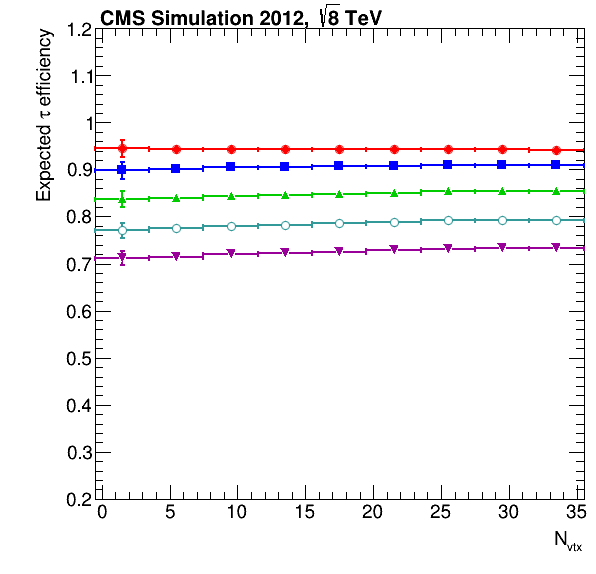 CMS Simulation 2012, √8 TeV
Expected τ efficiency
1.2
1.1
1
0.9
0.8
0.7
0.6
0.5
0.4
0.3
0.2
0 5 10 15 20 25 30 35
N_vtx